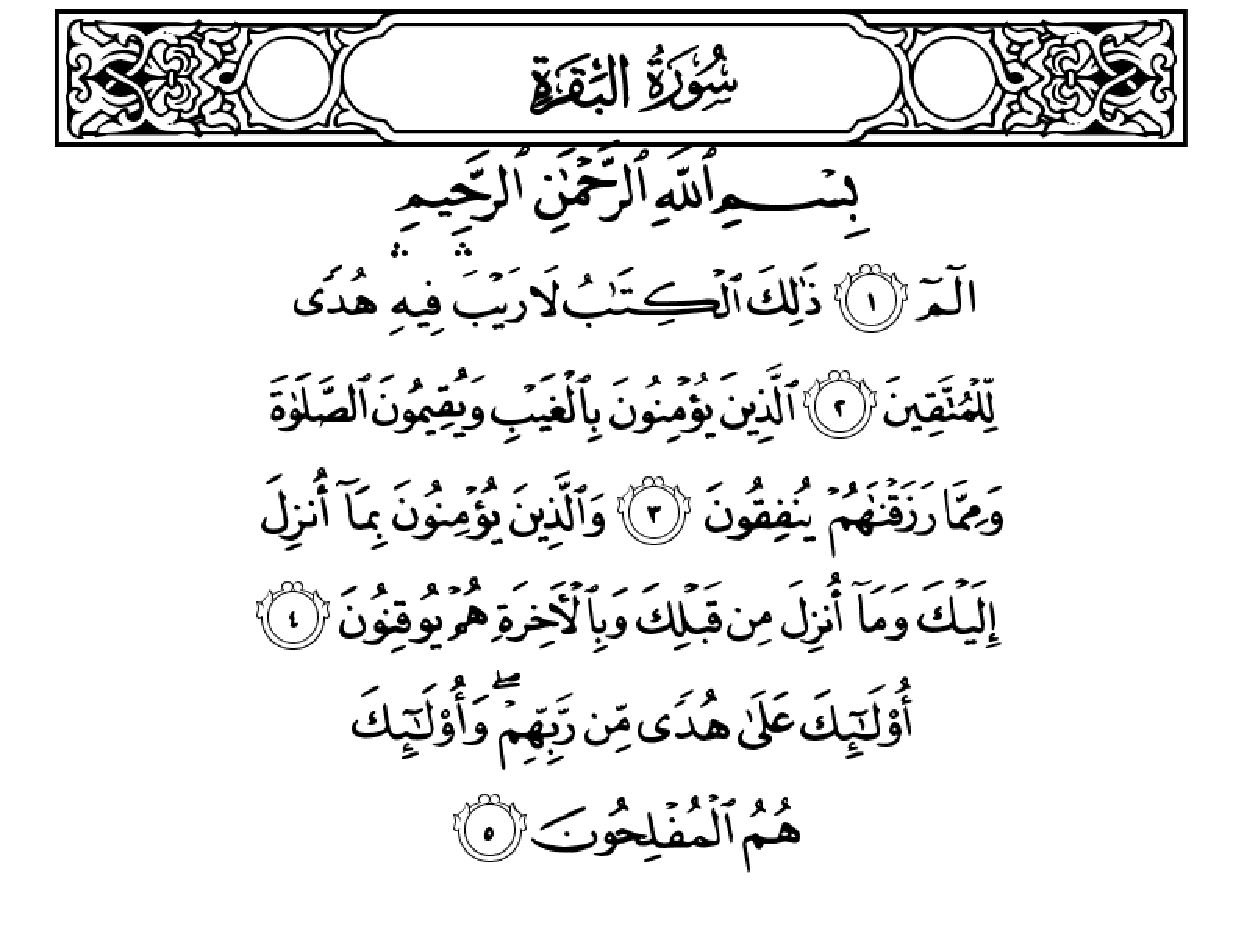 سُورَةُ البَقَرَةِ
بِسْمِ ٱللَّهِ ٱلرَّحْمَٰنِ ٱلرَّحِيمِ
الٓمٓ ١ ذَٰلِكَ ٱلْكِتَٰبُ لَا رَيْبَ ۛ فِيهِ ۛ هُدًى
لِّلْمُتَّقِينَ ٢ ٱلَّذِينَ يُؤْمِنُونَ بِٱلْغَيْبِ وَيُقِيمُونَ ٱلصَّلَوٰةَ
وَمِمَّا رَزَقْنَٰهُمْ يُنفِقُونَ ٣ وَٱلَّذِينَ يُؤْمِنُونَ بِمَآ أُنزِلَ
إِلَيْكَ وَمَآ أُنزِلَ مِن قَبْلِكَ وَبِٱلْأَخِرَةِ هُمْ يُوقِنُونَ ٤
أُوْلَٰٓئِكَ عَلَىٰ هُدًى مِّن رَّبِّهِمْ ۖ وَأُوْلَٰٓئِكَ
هُمُ ٱلْمُفْلِحُونَ ٥